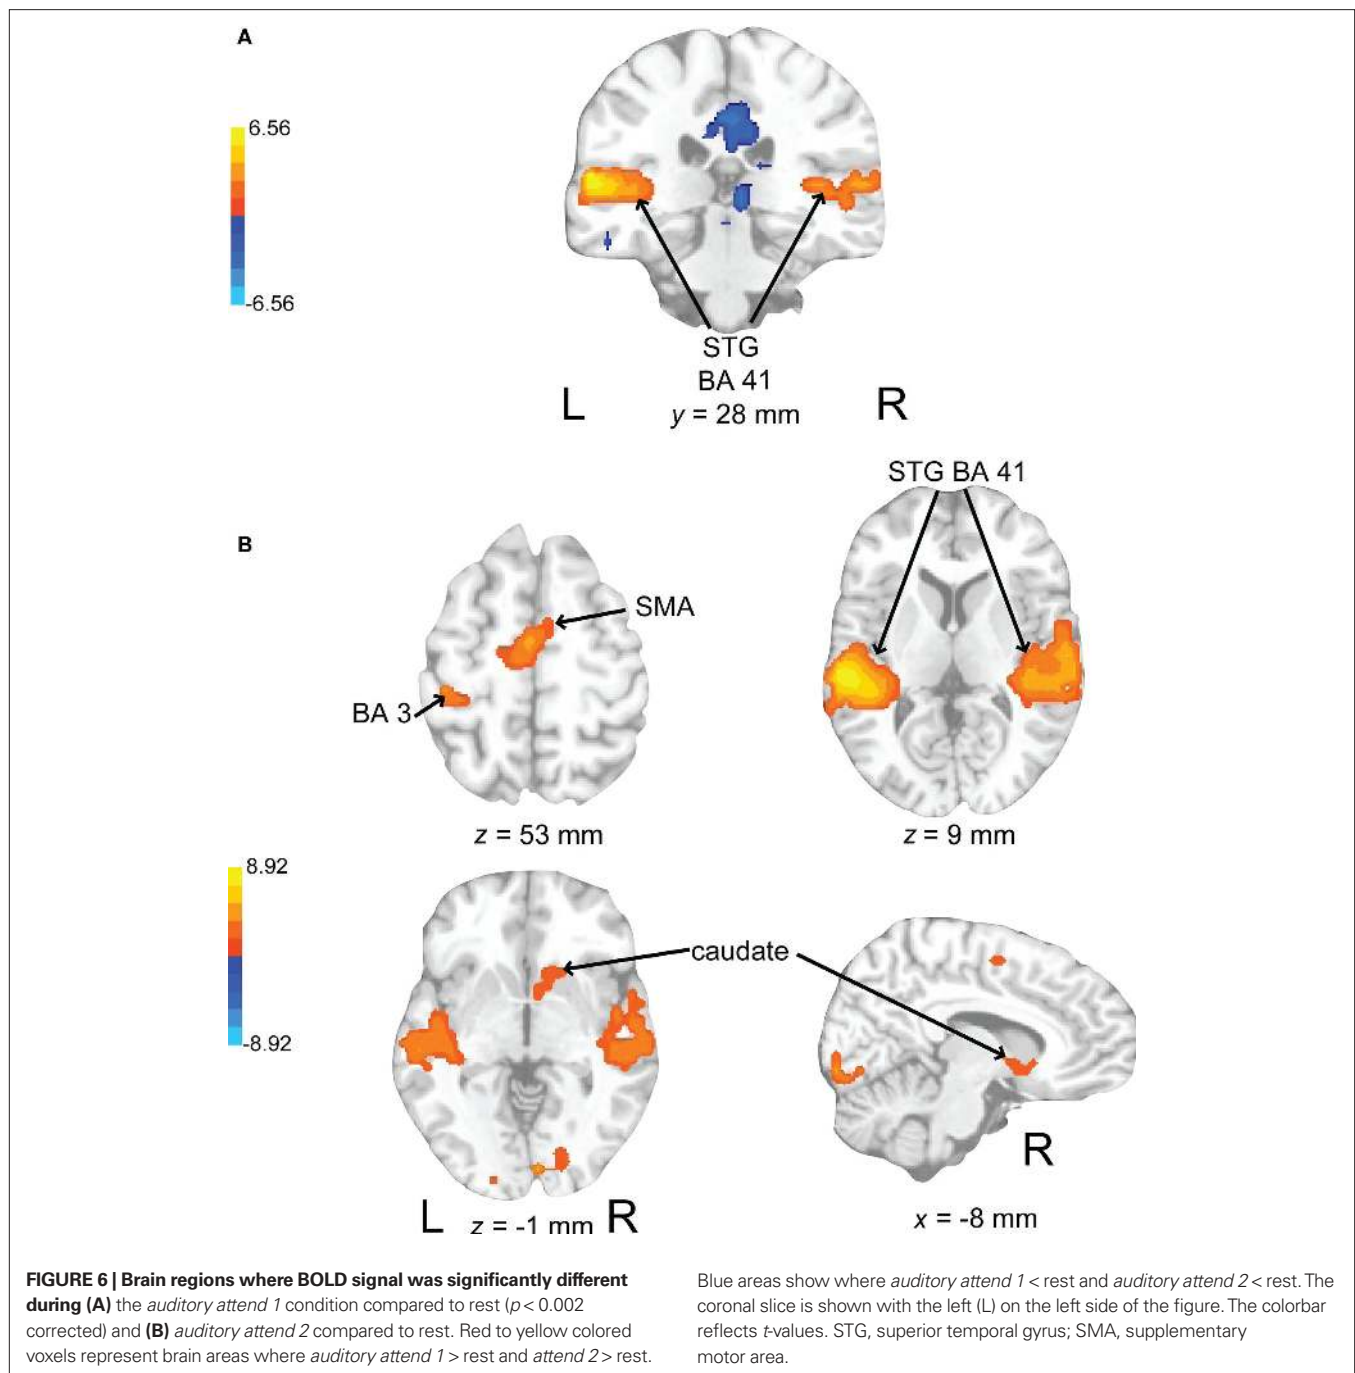 A
6.56
-6.56
STG
BA 41
L
y = 28 mm
R
STG BA 41
B
SMA
BA 3
z = 53 mm
z = 9 mm
8.92
-8.92
caudate
L
z = -1 mm
R
R
x = -8 mm
FIGURE 6 | Brain regions where BOLD signal was significantly different
during (A) the auditory attend 1 condition compared to rest (p < 0.002
corrected) and (B) auditory attend 2 compared to rest. Red to yellow colored
voxels represent brain areas where auditory attend 1 > rest and attend 2 > rest.
Blue areas show where auditory attend 1 < rest and auditory attend 2 < rest. The
coronal slice is shown with the left (L) on the left side of the figure. The colorbar
reflects t-values. STG, superior temporal gyrus; SMA, supplementary
motor area.